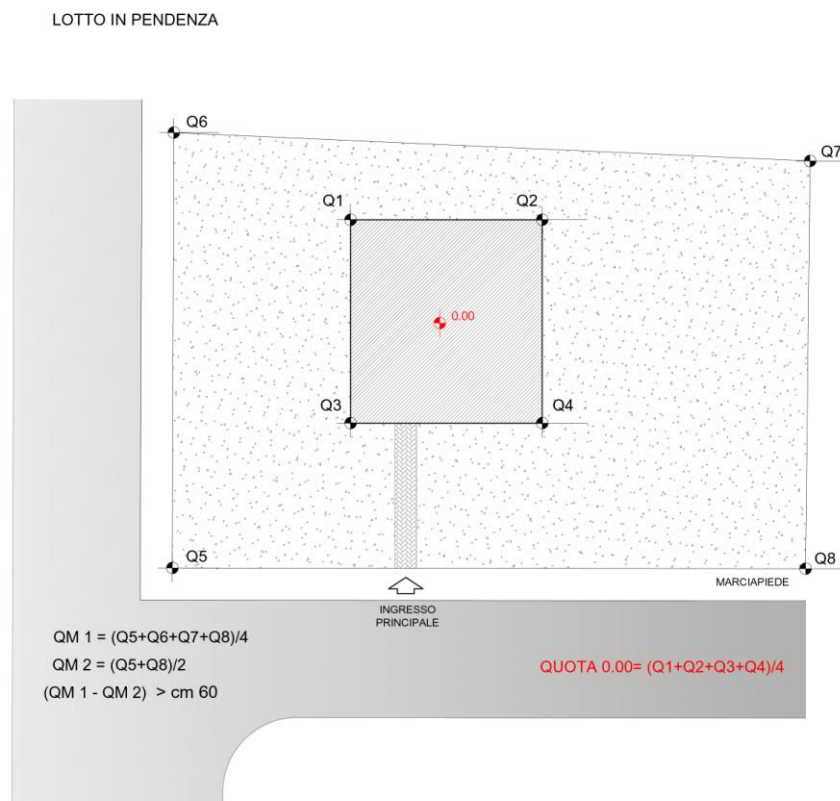 LOTTO IN PENDENZA
Q6
Q7
Q1
Q2
0.00
Q3
Q4
Q5
Q8
MARCIAPIEDE
INGRESSO
PRINCIPALE
QM 1 = (Q5+Q6+Q7+Q8)/4
QM 2 = (Q5+Q8)/2
(QM 1 - QM 2) > cm 60
QUOTA 0.00= (Q1+Q2+Q3+Q4)/4